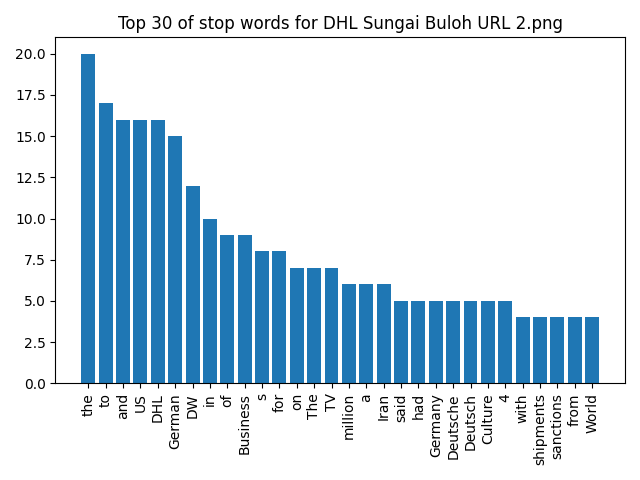 Top 30 of stop words for DHL Sungai Buloh URL 2.png
20.0
17.5
15.0
12.5
10.0
7.5
5.0
2.5
0.0
the
to
and
US
DHL
German
DW
in
of
Business
s
for
on
The
TV
million
a
Iran
said
had
Germany
Deutsche
Deutsch
Culture
4
with
shipments
sanctions
from
World